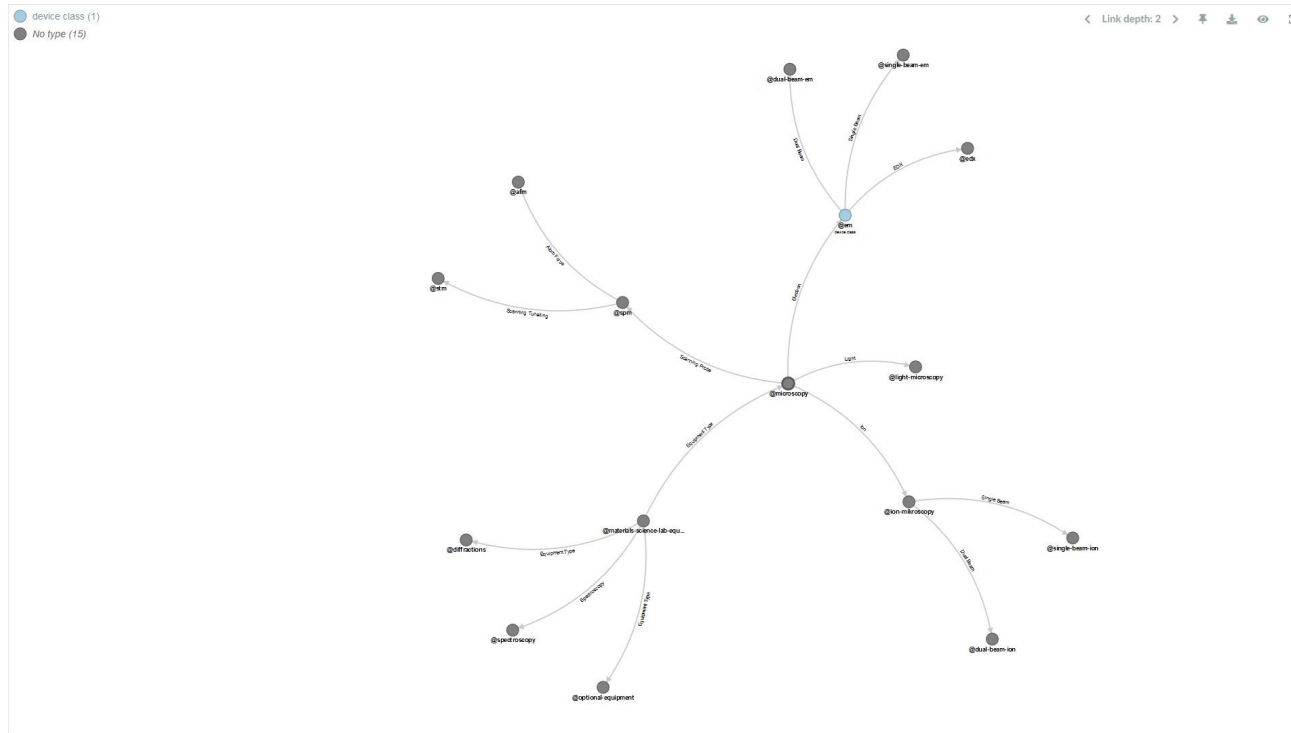 device class (1)
No type (15)
Link depth: 2
@dual-beam-em
@single-beam-em
Dual Beam
Single Beam
EDX
@edx
@afm
@em
device class
Atom Force
@stm
Scanning Tunneling
@spm
Electron
Scanning Probe
Light
@light-microscopy
@microscopy
Equipment Type
Ion
@ion-mikroscopy
Single Beam
@single-beam-ion
@materials-science-lab-equ...
@diffractions
Equipment Type
Dual Beam
Spectroscopy
Equipment Type
@spectroscopy
@dual-beam-ion
@optional-equipment